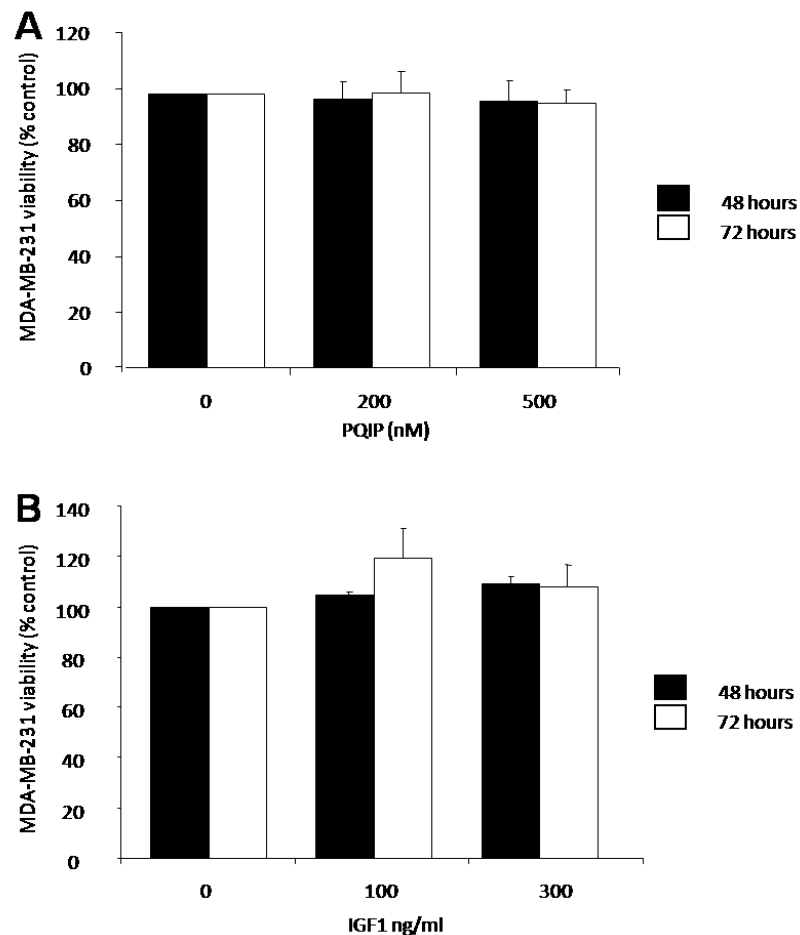 A
MDA-MB-231 viability (% control)
120
100
80
60
40
20
0
0 200 500
PQIP (nM)
48 hours
72 hours
B
MDA-MB-231 viability (% control)
140
120
100
80
60
40
20
0
0 100 300
IGF1 ng/ml
48 hours
72 hours